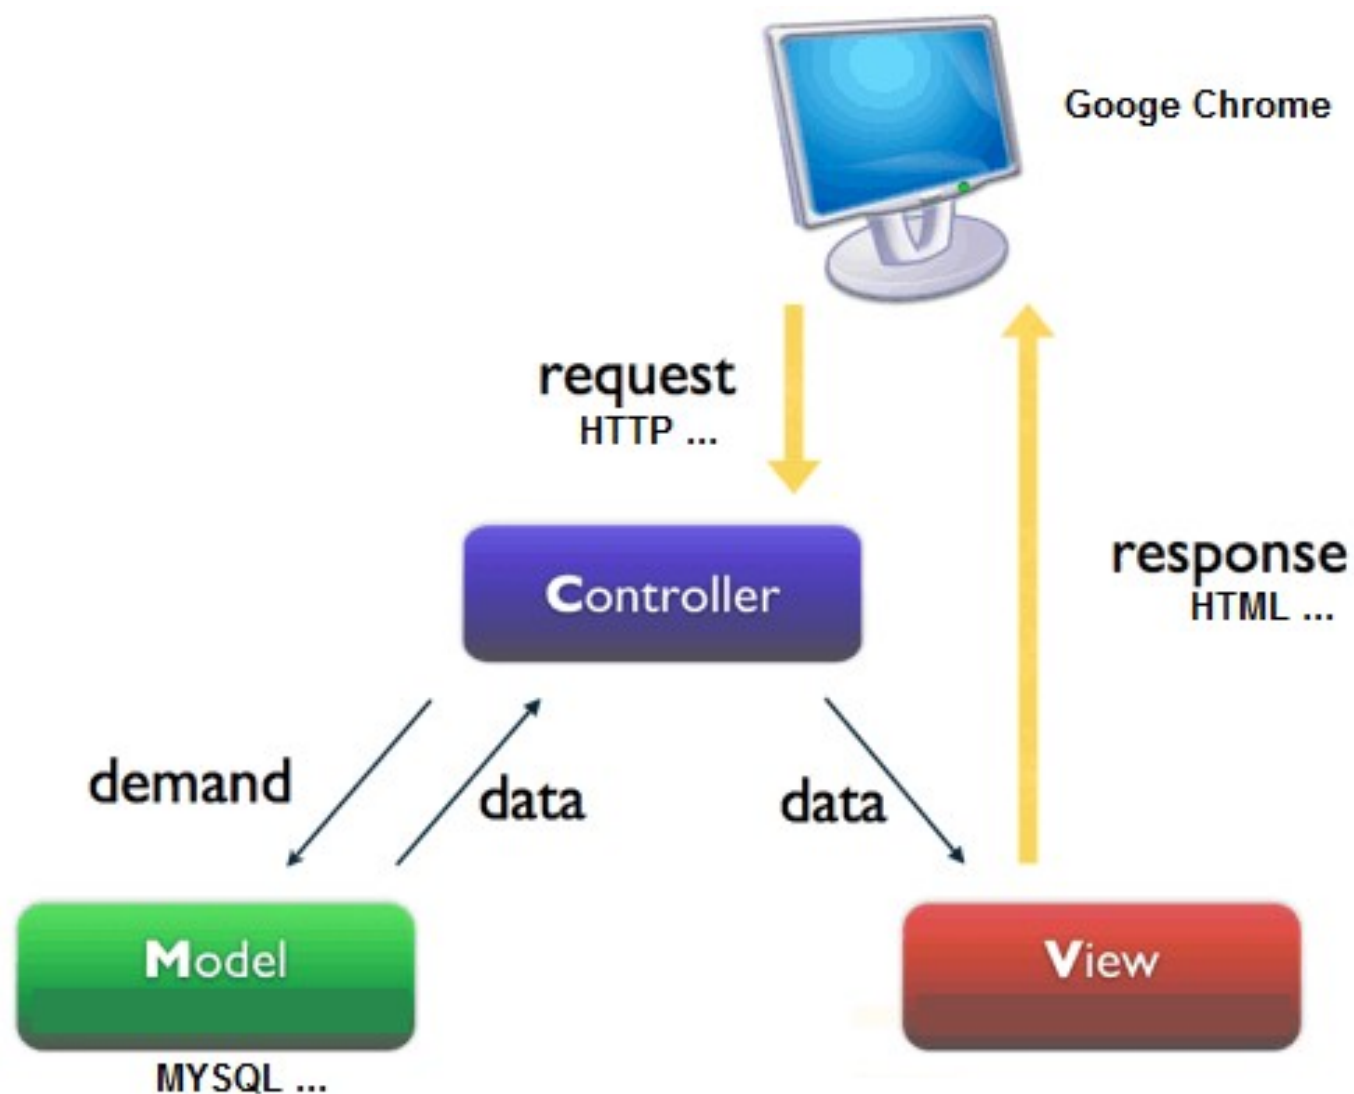 Googe Chrome
request
HTTP ...
Controller
response
HTML ...
demand
data
data
Model
View
MYSQL ...